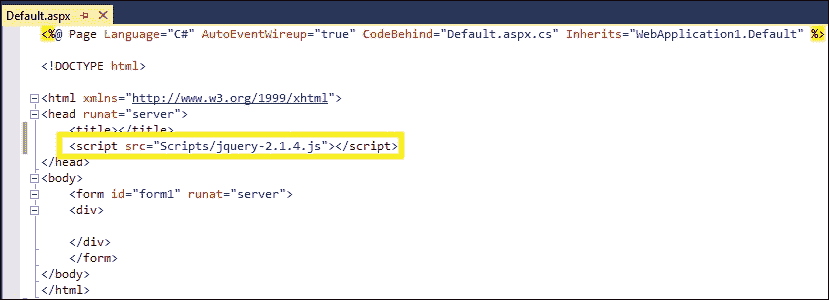 Default.aspx
<%@ Page Language="C#" AutoEventWireup="true" CodeBehind="Default.aspx.cs" Inherits="WebApplication1.Default" %>
<!DOCTYPE html>
<html xmlns="http://www.w3.org/1999/xhtml">
<head runat="server">
<title></title>
<script src="Scripts/jquery-2.1.4.js"></script>
</head>
<body>
<form id="form1" runat="server">
<div>
</div>
</form>
</body>
</html>